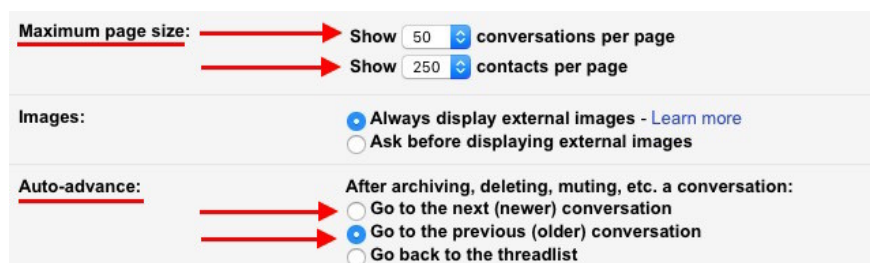 Maximum page size: Show 50 conversations per page
Show 250 contacts per page
Images: Always display external images - Learn more
Ask before displaying external images
Auto-advance: After archiving, deleting, muting, etc. a conversation:
Go to the next (newer) conversation
Go to the previous (older) conversation
Go back to the threadlist